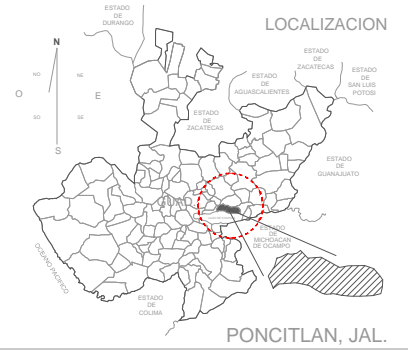 ESTADO
DE
DURANGO
LOCALIZACION
N
NO
NE
O
E
SO
SE
S
ESTADO
DE
ZACATECAS
ESTADO
DE
SAN LUIS
POTOSI
ESTADO
DE
AGUASCALIENTES
ESTADO
DE
ZACATECAS
ESTADO
DE
GUANAJUATO
GUAD.
ESTADO
DE
MICHOACAN
DE OCAMPO
OCEANO PACIFICO
ESTADO
DE
COLIMA
PONCITLAN, JAL.